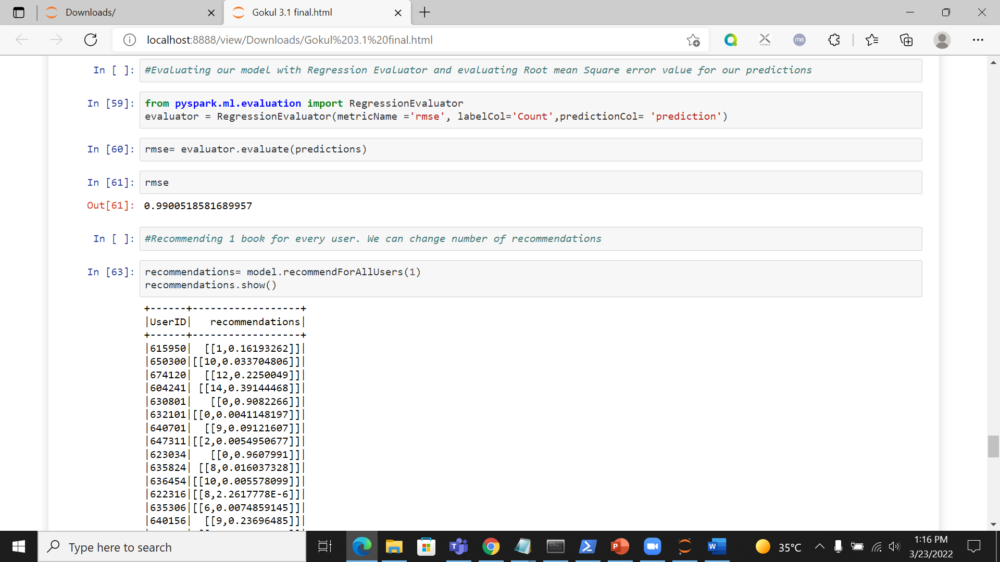 Downloads/
Gokul 3.1 final.html
localhost:8888/view/Downloads/Gokul%203.1%20final.html
me
In [ ]: #Evaluating our model with Regression Evaluator and evaluating Root mean Square error value for our predictions
In [59]: from pyspark.ml.evaluation import RegressionEvaluator
evaluator = RegressionEvaluator(metricName ='rmse', labelCol='Count',predictionCol= 'prediction')
In [60]: rmse= evaluator.evaluate(predictions)
In [61]: rmse
Out[61]: 0.9900518581689957
In [ ]: #Recommending 1 book for every user. We can change number of recommendations
In [63]: recommendations= model.recommendForAllUsers(1)
recommendations.show()
+------+------------------+
|UserID|   recommendations|
+------+------------------+
|615950|  [[1,0.16193262]]|
|650300|[[10,0.033704806]]|
|674120|  [[12,0.2250049]]|
|604241| [[14,0.39144468]]|
|630801|   [[0,0.9082266]]|
|632101|[[0,0.0041148197]]|
|640701|  [[9,0.09121607]]|
|647311|[[2,0.0054950677]]|
|623034|   [[0,0.9607991]]|
|635824| [[8,0.016037328]]|
|636454|[[10,0.005578099]]|
|622316|[[8,2.2617778E-6]]|
|635306|[[6,0.0074859145]]|
|640156|  [[9,0.23696485]]|
Type here to search
35°C
1:16 PM
3/23/2022